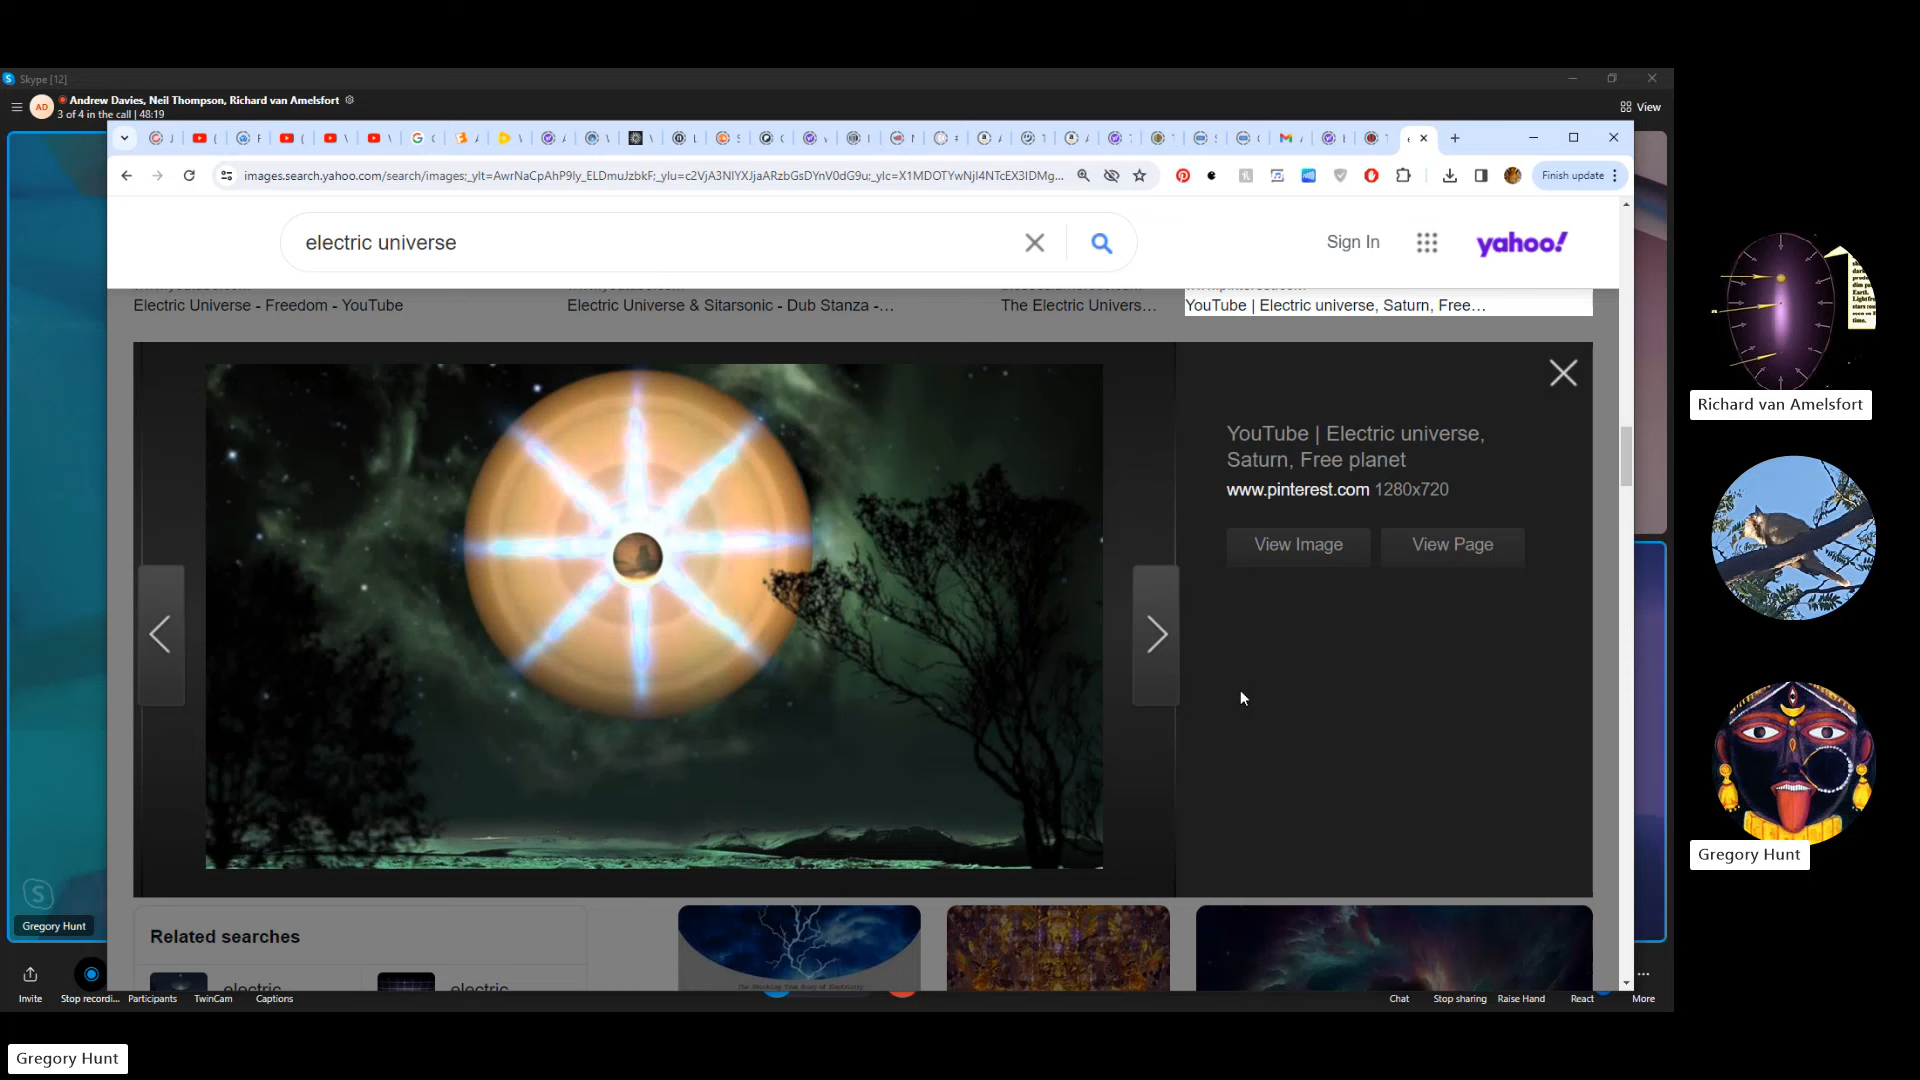 Skype [12]
AD
Andrew Davies, Neil Thompson, Richard van Amelsfort
3 of 4 in the call | 48:19
View
images.search.yahoo.com/search/images;_ylt=AwrNaCpAhP9ly_ELDmuJzbkF;_ylu=c2VjA3NlYXJjaARzbGsDYnV0dG9u;_ylc=X1MDOTYwNjI4NTcEX3IDMg...
Finish update
electric universe
Sign In
yahoo!
Electric Universe - Freedom - YouTube
Electric Universe & Sitarsonic - Dub Stanza -...
The Electric Univers...
YouTube | Electric universe, Saturn, Free...
YouTube | Electric universe,
Saturn, Free planet
www.pinterest.com 1280x720
View Image
View Page
Related searches
electric
electric
Gregory Hunt
Invite
Stop recordi...
Participants
TwinCam
Captions
Chat
Stop sharing
Raise Hand
React
More
Richard van Amelsfort
Gregory Hunt
Gregory Hunt